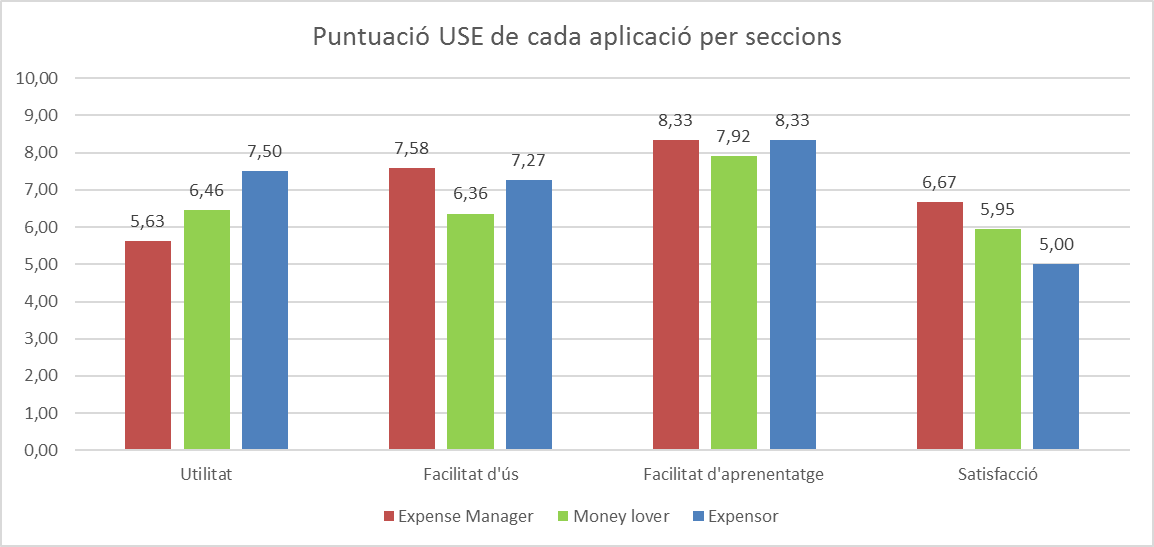 Puntuació USE de cada aplicació per seccions
10,00
9,00
8,00
7,00
6,00
5,00
4,00
3,00
2,00
1,00
0,00
5,63
6,46
7,50
7,58
6,36
7,27
8,33
7,92
8,33
6,67
5,95
5,00
Utilitat
Facilitat d'ús
Facilitat d'aprenentatge
Satisfacció
Expense Manager
Money lover
Expensor